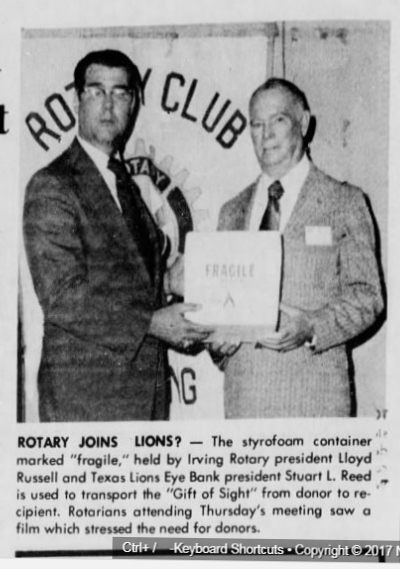 ROTARY CLUB
ROTARY
FRAGILE
NG
ROTARY JOINS LIONS? — The styrofoam container
marked "fragile," held by Irving Rotary president Lloyd
Russell and Texas Lions Eye Bank president Stuart L. Reed
is used to transport the "Gift of Sight" from donor to re-
cipient. Rotarians attending Thursday's meeting saw a
film which stressed the need for donors.
Ctrl+ / -Keyboard Shortcuts • Copyright © 2017 N